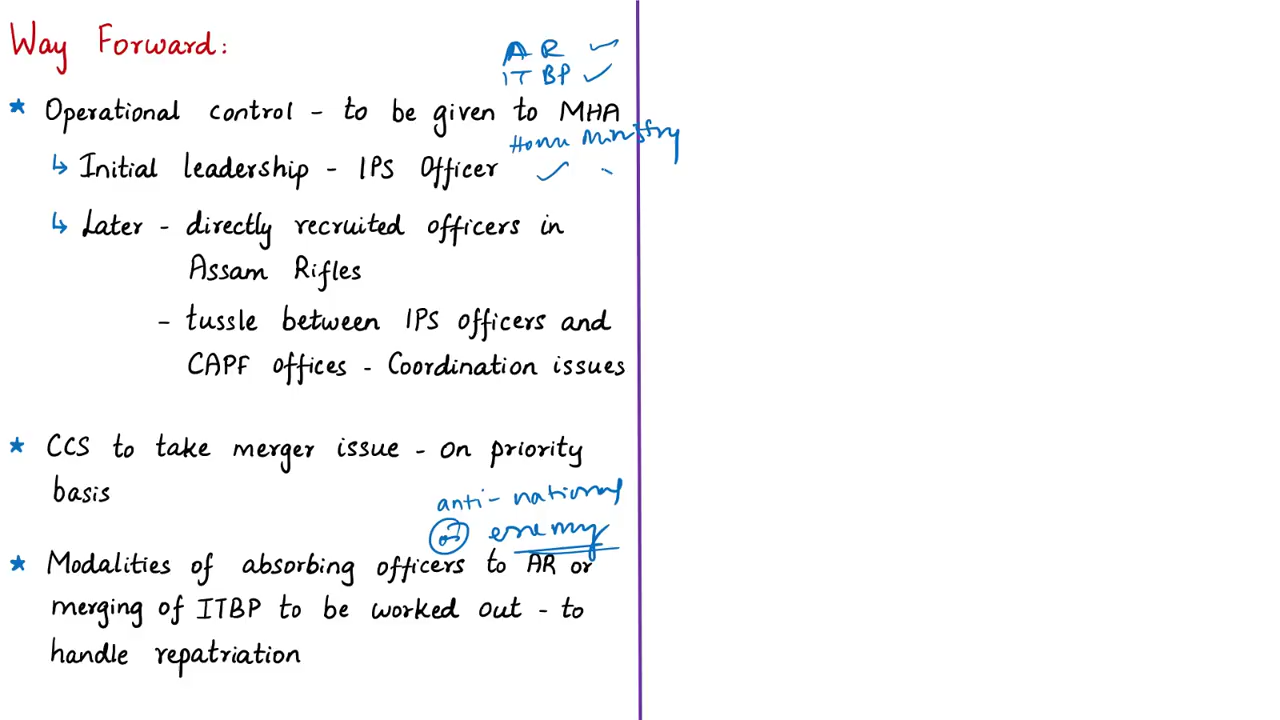 Way Forward:
AR
ITBP
* Operational control - to be given to MHA
Home Ministry
↳ Initial leadership - IPS Officer
↳ Later - directly recruited officers in
Assam Rifles
- tussle between IPS officers and
CAPF offices - Coordination issues
* CCS to take merger issue - on priority
basis
anti-national
enemy
* Modalities of absorbing officers to AR or
merging of ITBP to be worked out - to
handle repatriation